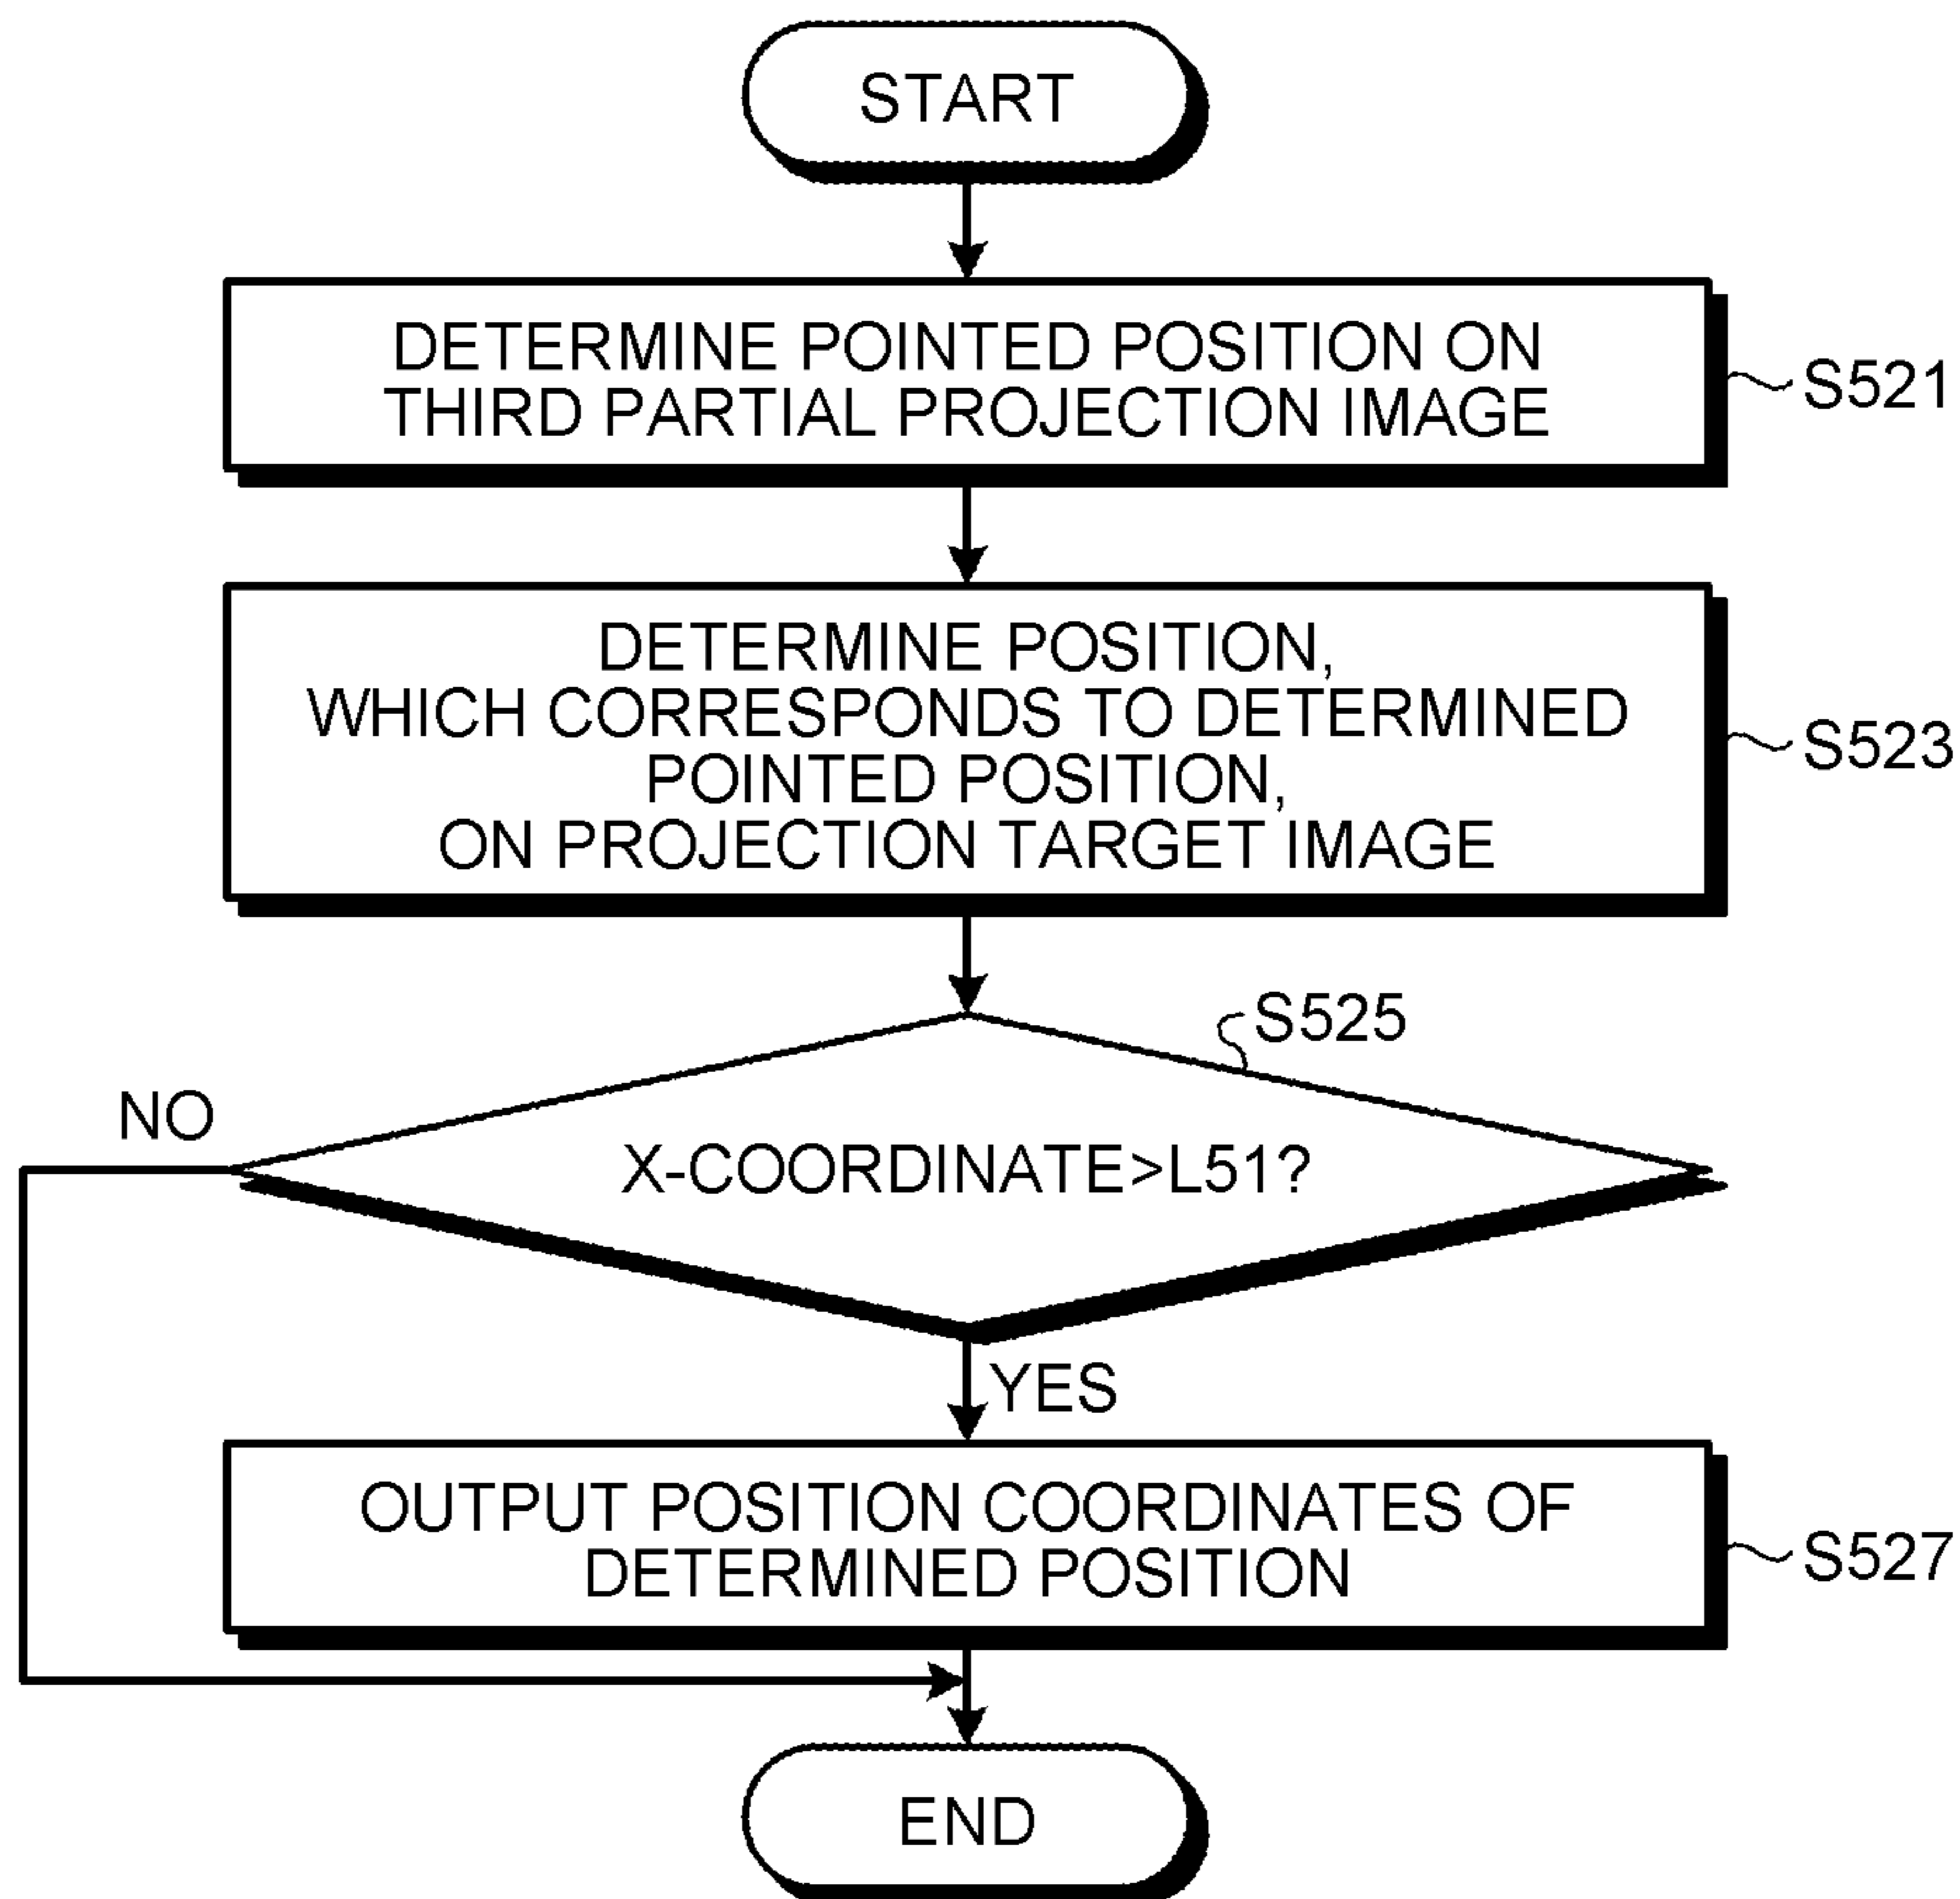 START
DETERMINE POINTED POSITION ON
THIRD PARTIAL PROJECTION IMAGE
S521
DETERMINE POSITION,
WHICH CORRESPONDS TO DETERMINED
POINTED POSITION,
ON PROJECTION TARGET IMAGE
S523
S525
NO
X-COORDINATE>L51?
YES
OUTPUT POSITION COORDINATES OF
DETERMINED POSITION
S527
END